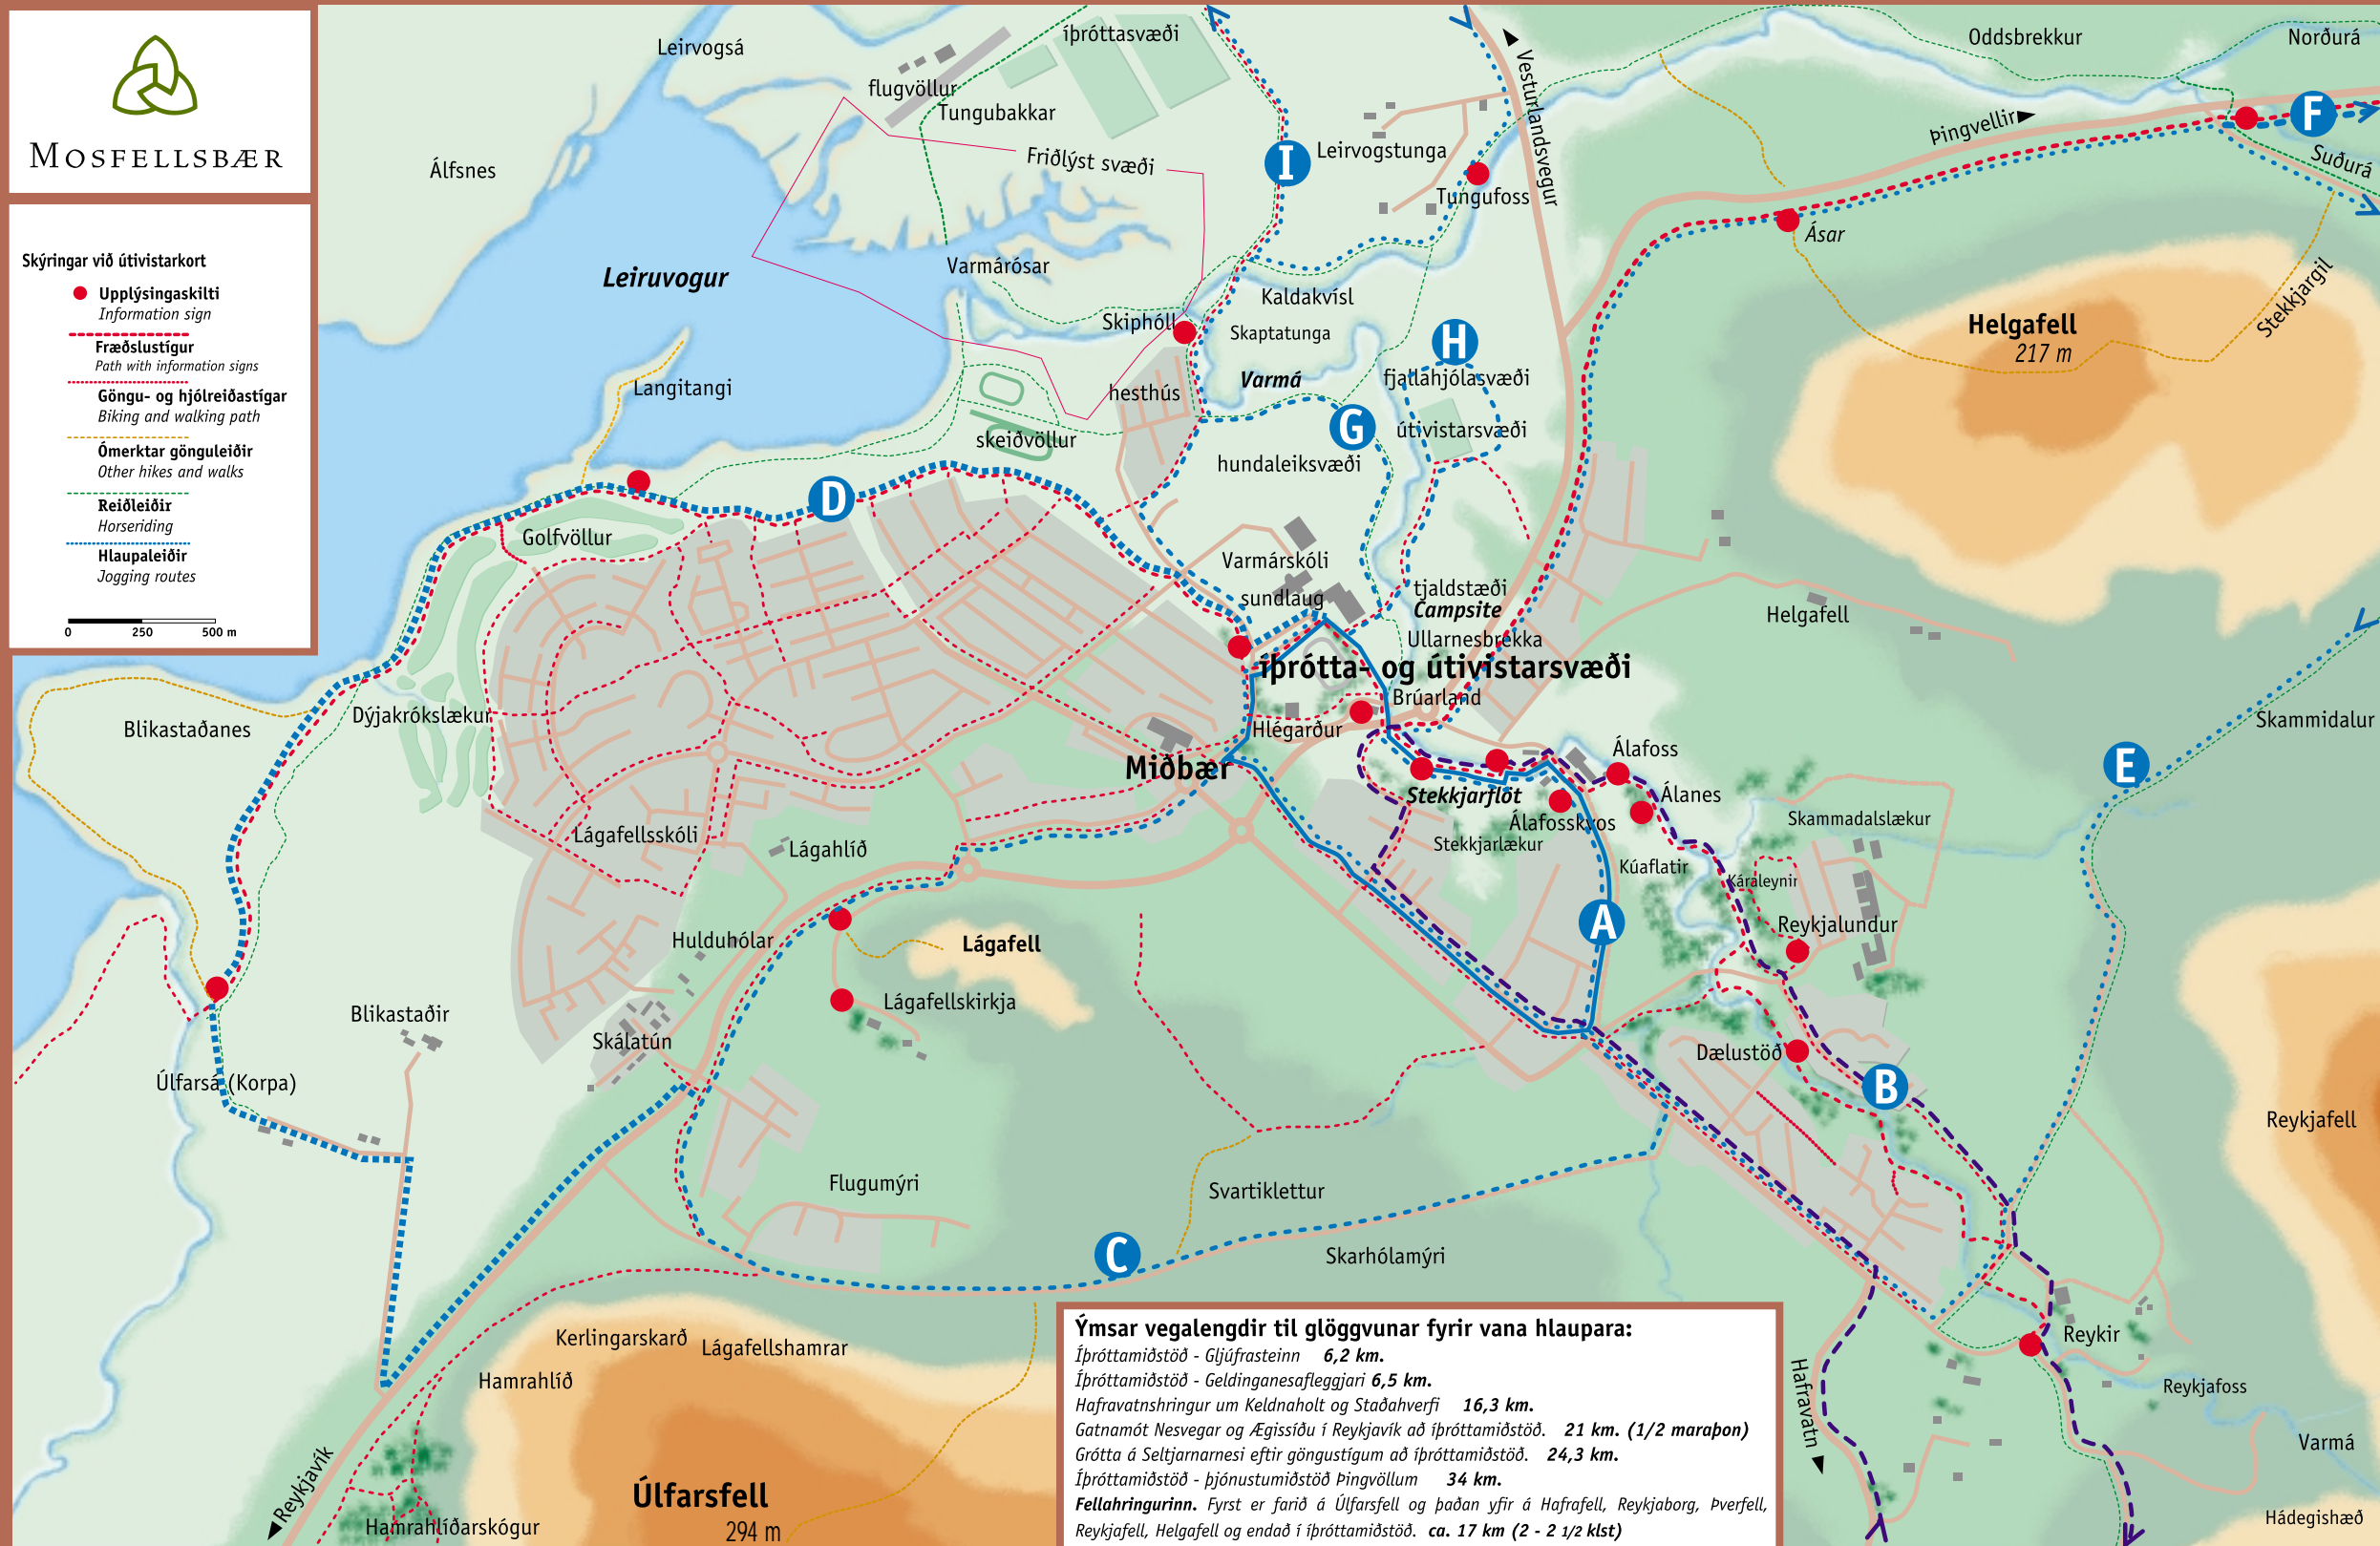 MOSFELLSBÆR
Skýringar við útivistarkort
Upplýsingaskilti
Information sign
Fræðslustígur
Path with information signs
Göngu- og hjólreiðastígar
Biking and walking path
Ómerktar gönguleiðir
Other hikes and walks
Reiðleiðir
Horseriding
Hlaupaleiðir
Jogging routes
0 250 500 m
Leirvogsá
íþróttasvæði
flugvöllur
Tungubakkar
Álfsnes
Friðlýst svæði
I
Leirvogstunga
Tungufoss
Vesturlandsvegur
Oddsbrekkur
Norðurá
Þingvellir
F
Suðurá
Ásar
Stekkjargil
Helgafell
217 m
Leiruvogur
Varmárósar
Kaldakvísl
Skiphóll
Skaptatunga
H
Langitangi
hesthús
Varmá
fjallahjólasvæði
G
útivistarsvæði
skeiðvöllur
hundaleiksvæði
D
Golfvöllur
Varmárskóli
sundlaug
tjaldstæði
Campsite
Ullarnesbrekka
íþrótta- og útivistarsvæði
Helgafell
Brúarland
Hlégarður
Blikastaðanes
Dýjakrókslækur
Skammidalur
E
Miðbær
Álafoss
Stekkjarflöt
Álanes
Álafosskvos
Skammadalslækur
Stekkjarlækur
Lágafellsskóli
Lágahlíð
Kúaflatir
Káraleynir
A
Reykjalundur
Hulduhólar
Lágafell
Lágafellskirkja
Blikastaðir
Skálatún
Dælustöð
B
Úlfarsá (Korpa)
Reykjafell
Flugumýri
Svartiklettur
C
Skarhólamýri
Kerlingarskarð
Lágafellshamrar
Hamrahlíð
Reykir
Reykjafoss
Hafravatn
Varmá
Reykjavík
Úlfarsfell
294 m
Hamrahlíðarskógur
Hádegishæð
Ýmsar vegalengdir til glöggvunar fyrir vana hlaupara:
Íþróttamiðstöð - Gljúfrasteinn 6,2 km.
Íþróttamiðstöð - Geldinganesafleggjari 6,5 km.
Hafravatnshringur um Keldnaholt og Staðahverfi 16,3 km.
Gatnamót Nesvegar og Ægissíðu í Reykjavík að íþróttamiðstöð. 21 km. (1/2 maraþon)
Grótta á Seltjarnarnesi eftir göngustígum að íþróttamiðstöð. 24,3 km.
Íþróttamiðstöð - þjónustumiðstöð Þingvöllum 34 km.
Fellahringurinn. Fyrst er farið á Úlfarsfell og þaðan yfir á Hafrafell, Reykjaborg, Þverfell,
Reykjafell, Helgafell og endað í íþróttamiðstöð. ca. 17 km (2 - 2 1/2 klst)